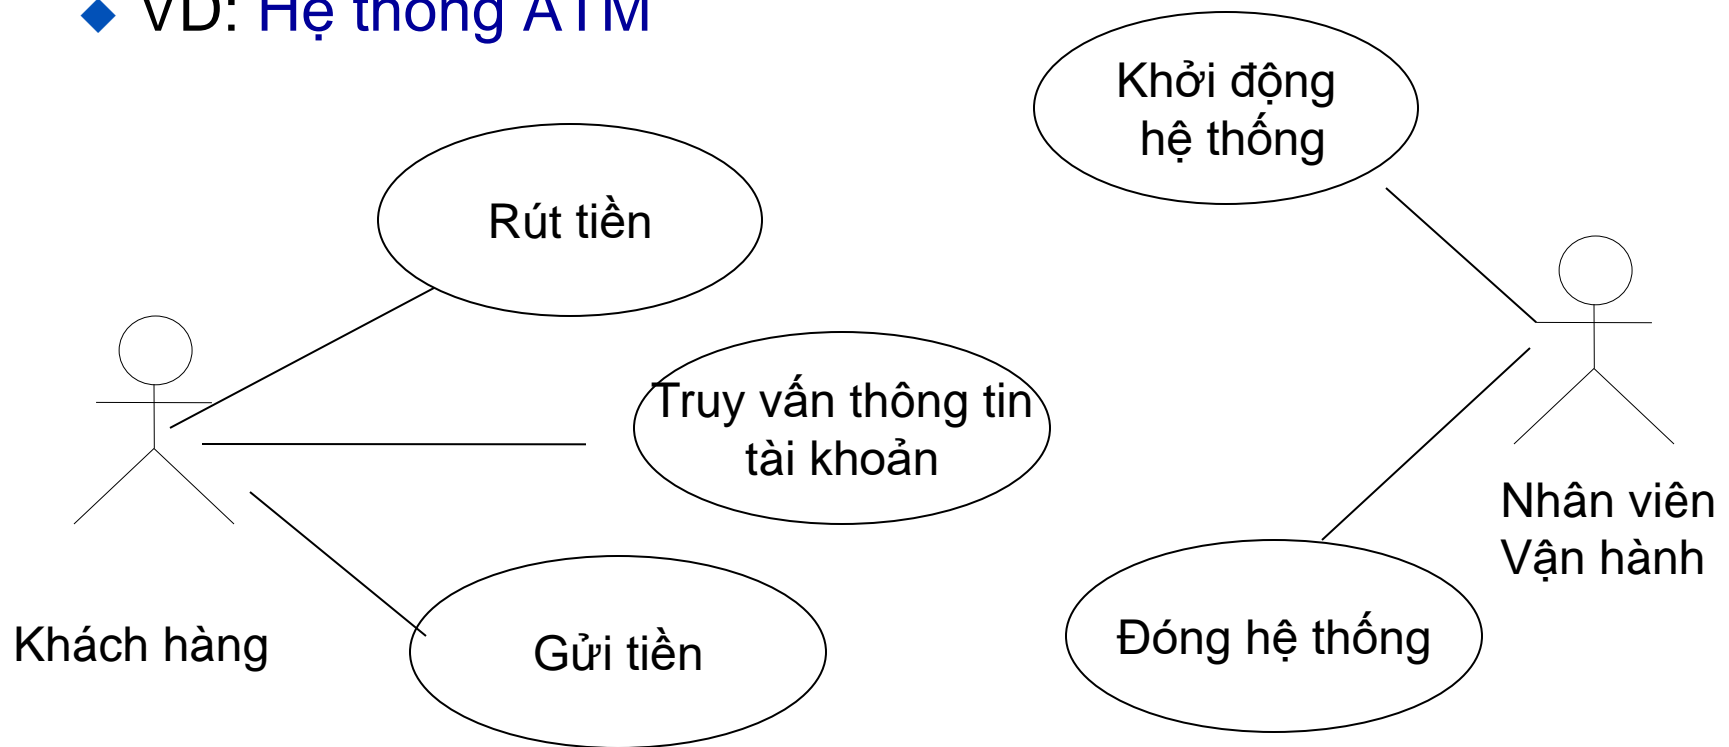 VD: Hệ thống ATM
Khởi động
hệ thống
Rút tiền
Truy vấn thông tin
tài khoản
Nhân viên
Vận hành
Khách hàng
Gửi tiền
Đóng hệ thống